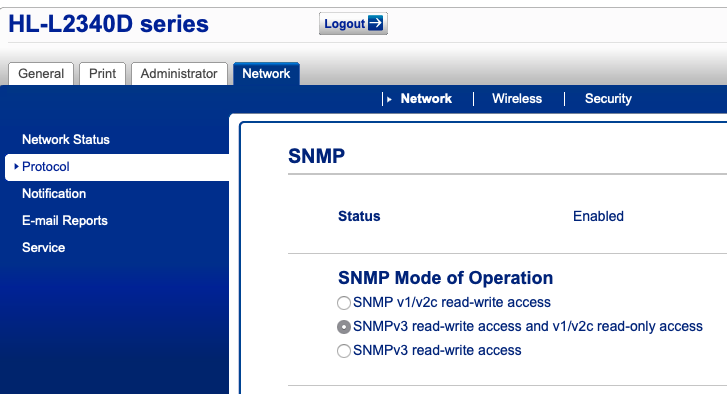 HL-L2340D series
Logout
General Print Administrator Network
Network Wireless Security
Network Status
Protocol
Notification
E-mail Reports
Service
SNMP
Status Enabled
SNMP Mode of Operation
SNMP v1/v2c read-write access
SNMPv3 read-write access and v1/v2c read-only access
SNMPv3 read-write access